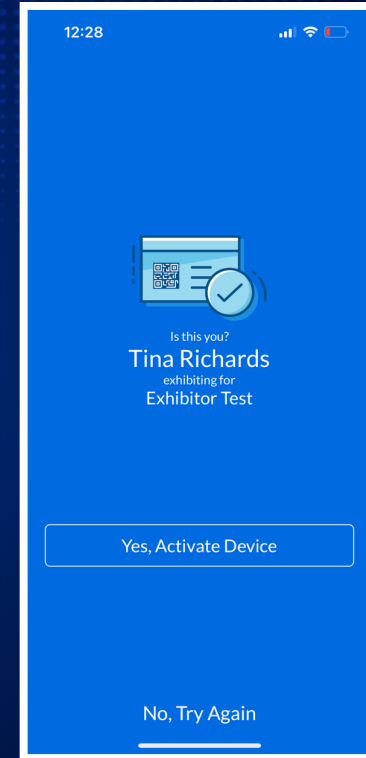 12:28
Is this you?
Tina Richards
exhibiting for
Exhibitor Test
Yes, Activate Device
No, Try Again